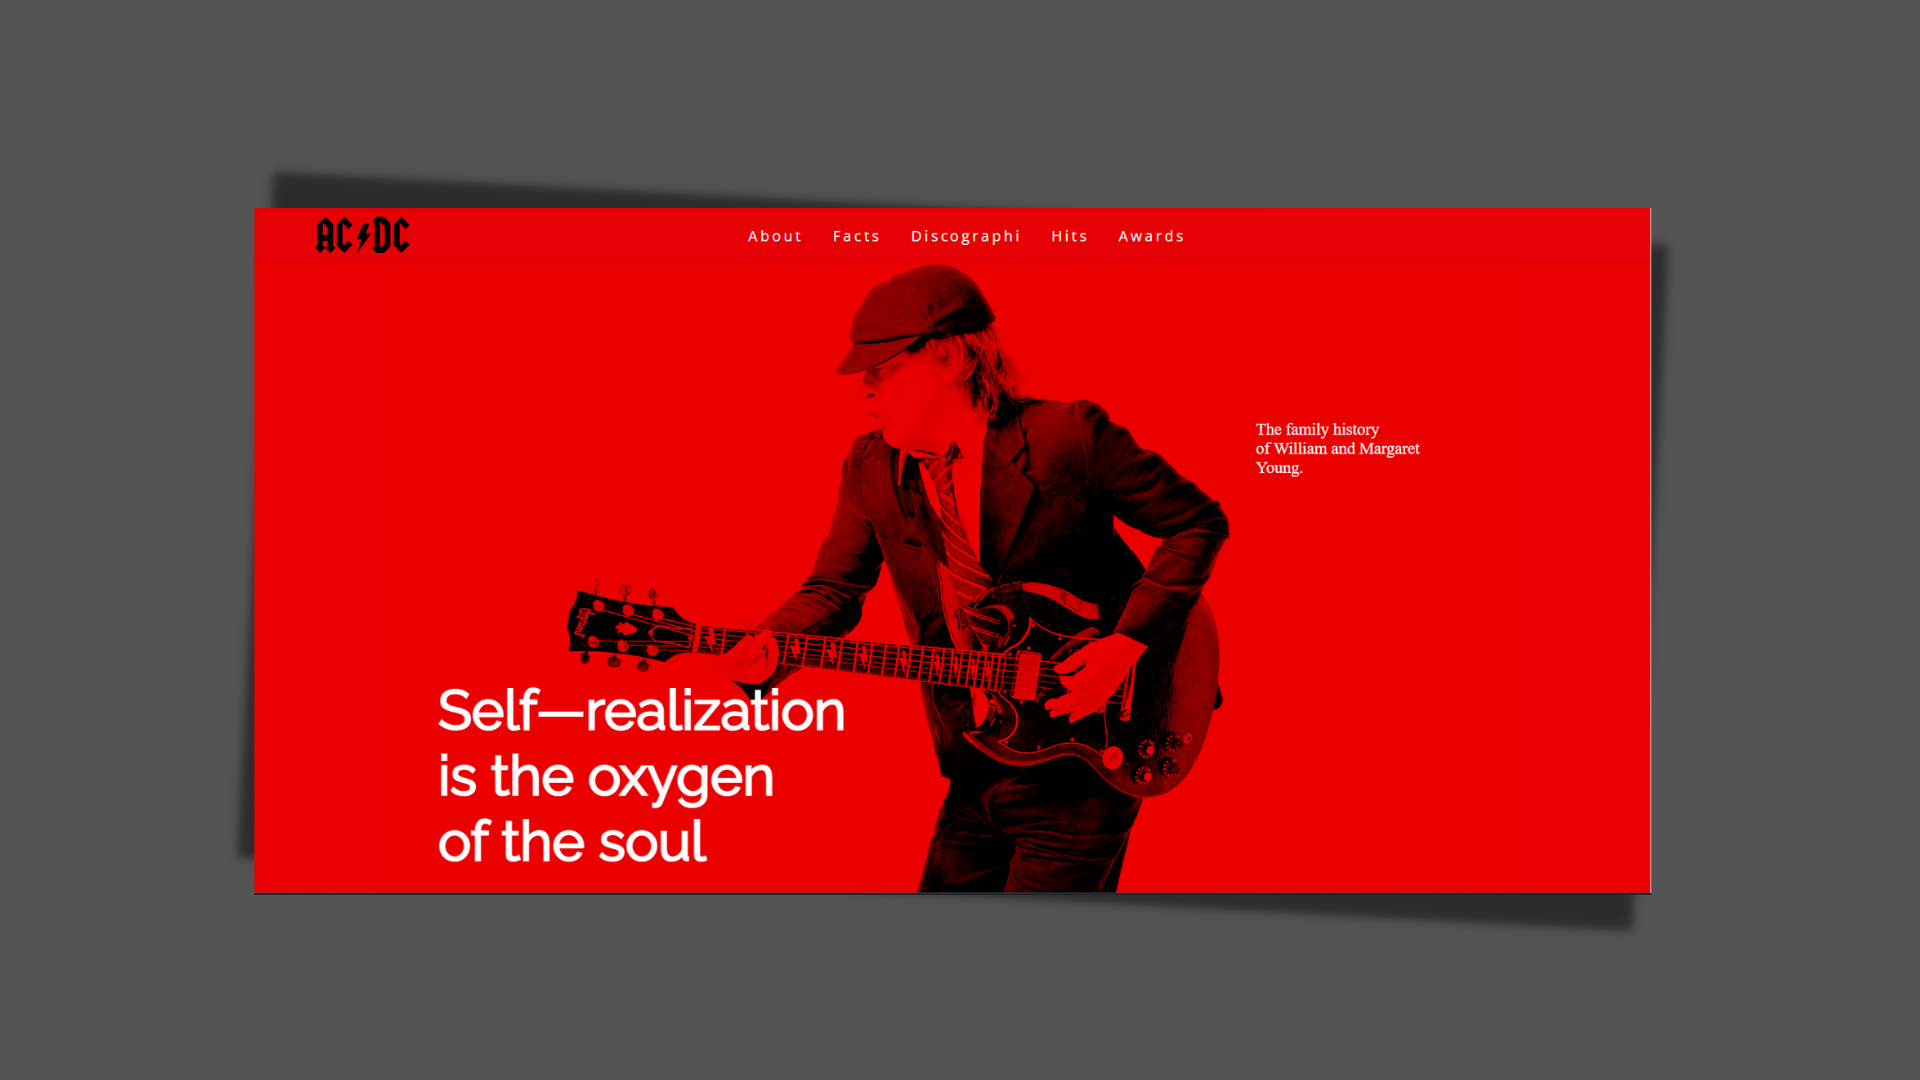 AC⚡DC
About Facts Discographi Hits Awards
The family history
of William and Margaret
Young.
Self—realization
is the oxygen
of the soul